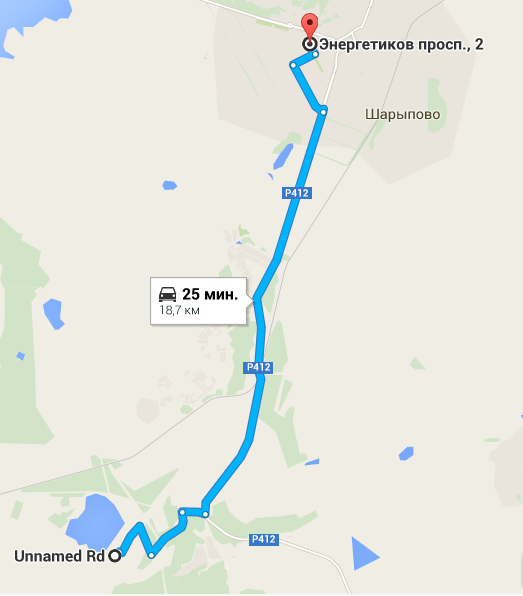 Энергетиков просп., 2
Шарыпово
P412
25 мин.
18,7 км
P412
Unnamed Rd
P412